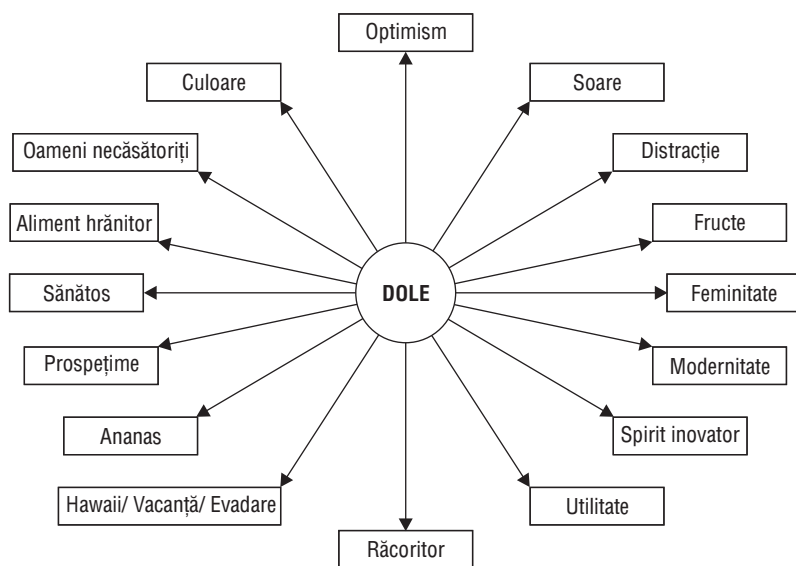 Optimism
Culoare
Soare
Oameni necăsătoriți
Distracție
Aliment hrănitor
Fructe
DOLE
Sănătos
Feminitate
Prospețime
Modernitate
Ananas
Spirit inovator
Hawaii/ Vacanță/ Evadare
Utilitate
Răcoritor